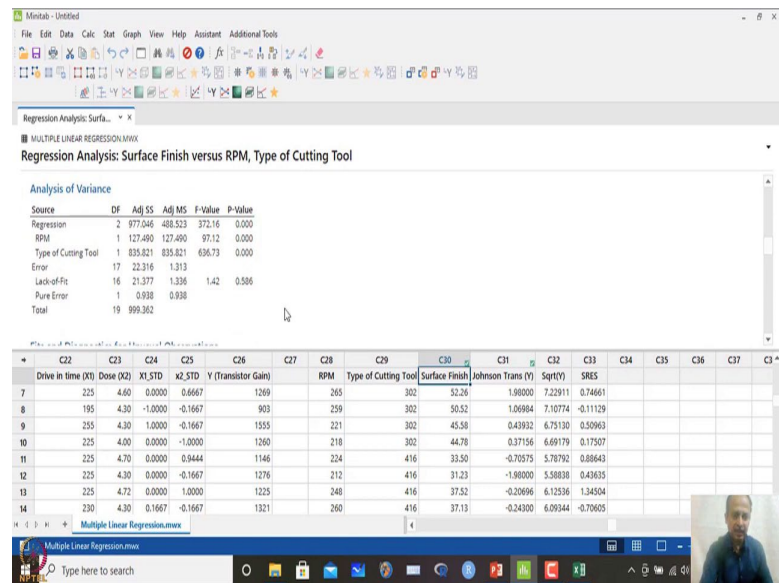 Minitab - Untitled
File Edit Data Calc Stat Graph View Help Assistant Additional Tools
Regression Analysis: Surfa...
MULTIPLE LINEAR REGRESSION.MWX
Regression Analysis: Surface Finish versus RPM, Type of Cutting Tool
Analysis of Variance
Source DF Adj SS Adj MS F-Value P-Value
Regression 2 977.046 488.523 372.16 0.000
RPM 1 127.490 127.490 97.12 0.000
Type of Cutting Tool 1 835.821 835.821 636.73 0.000
Error 17 22.316 1.313
Lack-of-Fit 16 21.377 1.336 1.42 0.586
Pure Error 1 0.938 0.938
Total 19 999.362
C22 C23 C24 C25 C26 C27 C28 C29 C30 C31 C32 C33 C34 C35 C36 C37 C3
Drive in time (X1) Dose (X2) X1_STD x2_STD Y (Transistor Gain) RPM Type of Cutting Tool Surface Finish Johnson Trans (Y) Sqrt(Y) SRES
7 225 4.60 0.0000 0.6667 1269 265 302 52.26 1.98000 7.22911 0.74661
8 195 4.30 -1.0000 -0.1667 903 259 302 50.52 1.06984 7.10774 -0.11129
9 255 4.30 1.0000 -0.1667 1555 221 302 45.58 0.43932 6.75130 0.50963
10 225 4.00 0.0000 -1.0000 1260 218 302 44.78 0.37156 6.69179 0.17507
11 225 4.70 0.0000 0.9444 1146 224 416 33.50 -0.70575 5.78792 0.88643
12 225 4.30 0.0000 -0.1667 1276 212 416 31.23 -1.98000 5.58838 0.43635
13 225 4.72 0.0000 1.0000 1225 248 416 37.52 -0.20696 6.12536 1.34504
14 230 4.30 0.1667 -0.1667 1321 260 416 37.13 -0.24300 6.09344 -0.70605
Multiple Linear Regression.mwx
Multiple Linear Regression.mwx
Type here to search
NPTEL